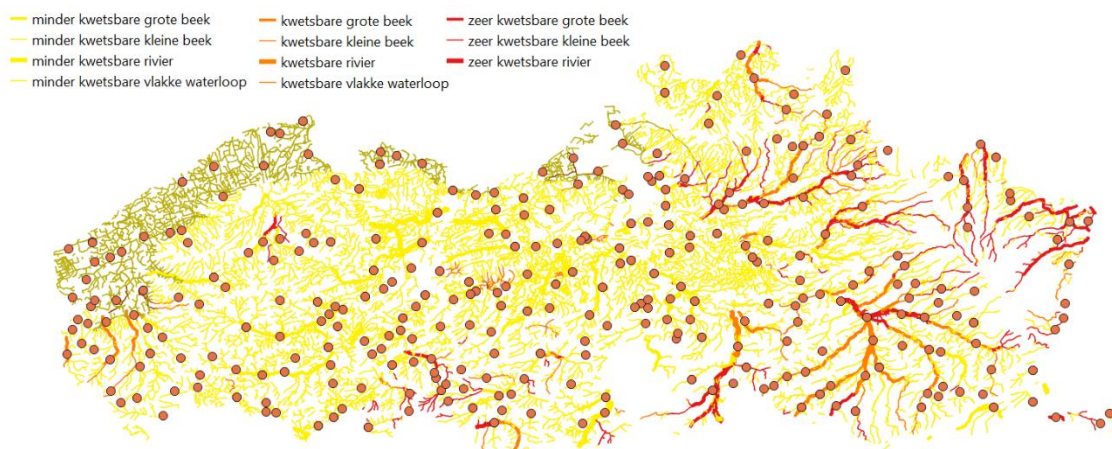 minder kwetsbare grote beek
minder kwetsbare kleine beek
minder kwetsbare rivier
minder kwetsbare vlakke waterloop
kwetsbare grote beek
kwetsbare kleine beek
kwetsbare rivier
kwetsbare vlakke waterloop
zeer kwetsbare grote beek
zeer kwetsbare kleine beek
zeer kwetsbare rivier